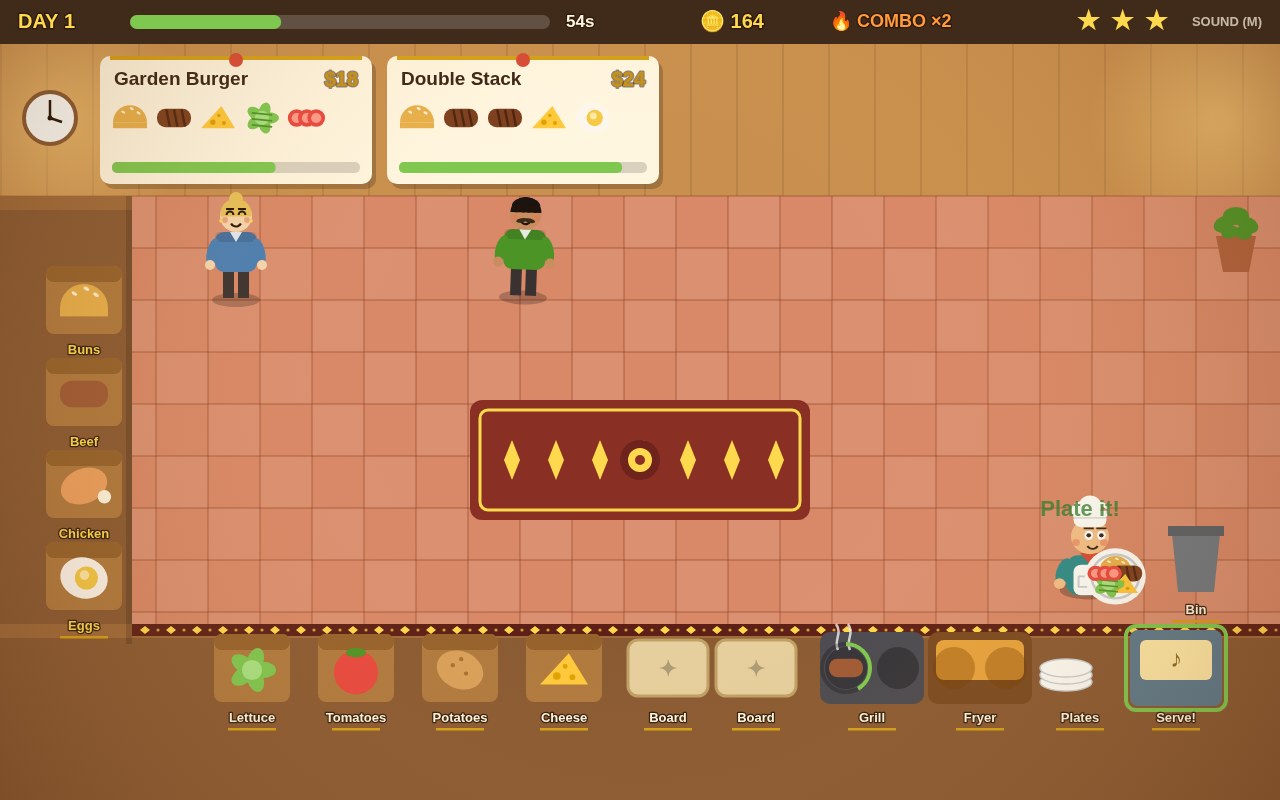 DAY 1
54s
164
COMBO ×2
SOUND (M)
Garden Burger
$18
Double Stack
$24
Plate it!
Buns
Beef
Chicken
Eggs
Bin
Lettuce
Tomatoes
Potatoes
Cheese
Board
Board
Grill
Fryer
Plates
Serve!